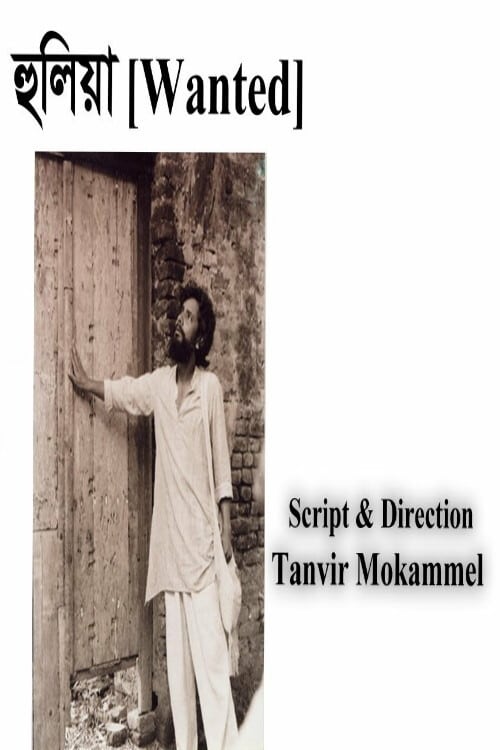 হুলিয়া [Wanted]
Script & Direction
Tanvir Mokammel